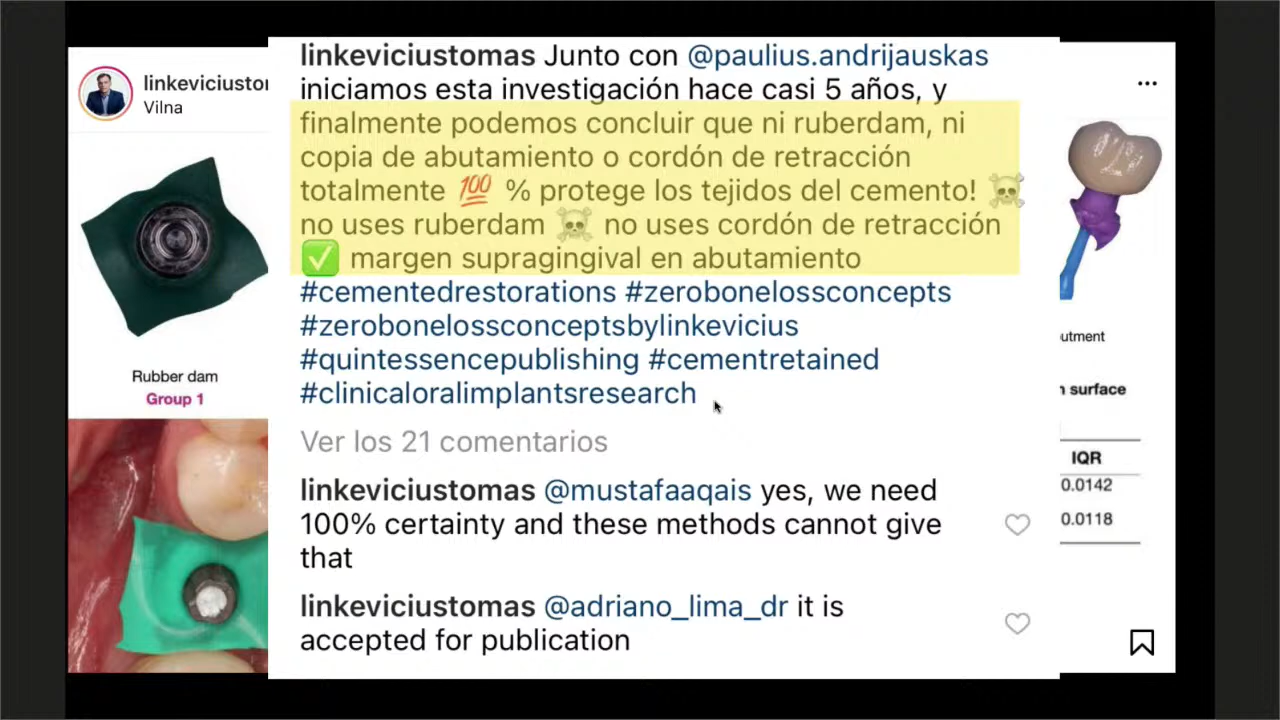 linkeviciusto
Vilna
Rubber dam
Group 1
linkeviciustomas Junto con @paulius.andrijauskas
iniciamos esta investigación hace casi 5 años, y
finalmente podemos concluir que ni ruberdam, ni
copia de abutamiento o cordón de retracción
totalmente 💯 % protege los tejidos del cemento! ☠️
no uses ruberdam ☠️ no uses cordón de retracción
✅ margen supragingival en abutamiento
#cementedrestorations #zerobonelossconcepts
#zerobonelossconceptsbylinkevicius
#quintessencepublishing #cementretained
#clinicaloralimplantsresearch
Ver los 21 comentarios
linkeviciustomas @mustafaaqais yes, we need
100% certainty and these methods cannot give
that
linkeviciustomas @adriano_lima_dr it is
accepted for publication
utment
surface
IQR
0.0142
0.0118